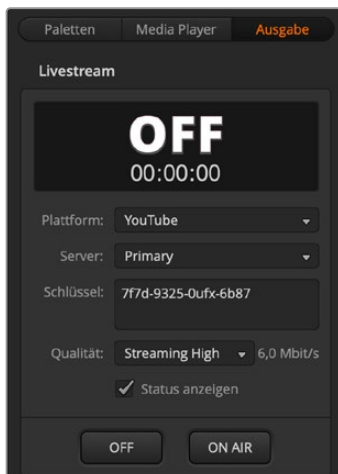 Paletten Media Player Ausgabe
Livestream
OFF
00:00:00
Plattform: YouTube
Server: Primary
Schlüssel: 7f7d-9325-0ufx-6b87
Qualität: Streaming High 6,0 Mbit/s
Status anzeigen
OFF ON AIR